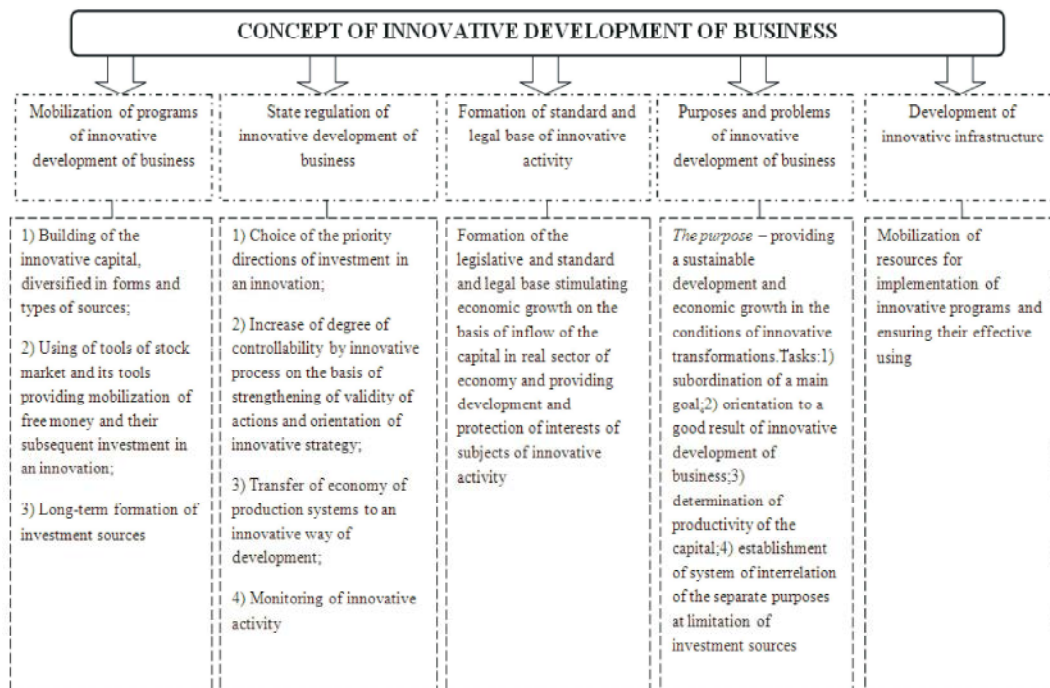 CONCEPT OF INNOVATIVE DEVELOPMENT OF BUSINESS
Mobilization of programs
of innovative
development of business
State regulation of
innovative development of
business
Formation of standard and
legal base of innovative
activity
Purposes and problems
of innovative
development of business
Development of
innovative infrastructure
1) Building of the
innovative capital,
diversified in forms and
types of sources;
2) Using of tools of stock
market and its tools
providing mobilization of
free money and their
subsequent investment in
an innovation;
3) Long-term formation of
investment sources
1) Choice of the priority
directions of investment in
an innovation;
2) Increase of degree of
controllability by innovative
process on the basis of
strengthening of validity of
actions and orientation of
innovative strategy;
3) Transfer of economy of
production systems to an
innovative way of
development;
4) Monitoring of innovative
activity
Formation of the
legislative and standard
and legal base stimulating
economic growth on the
basis of inflow of the
capital in real sector of
economy and providing
development and
protection of interests of
subjects of innovative
activity
The purpose – providing
a sustainable
development and
economic growth in the
conditions of innovative
transformations.Tasks:1)
subordination of a main
goal;2) orientation to a
good result of innovative
development of
business;3)
determination of
productivity of the
capital;4) establishment
of system of interrelation
of the separate purposes
at limitation of
investment sources
Mobilization of
resources for
implementation of
innovative programs and
ensuring their effective
using